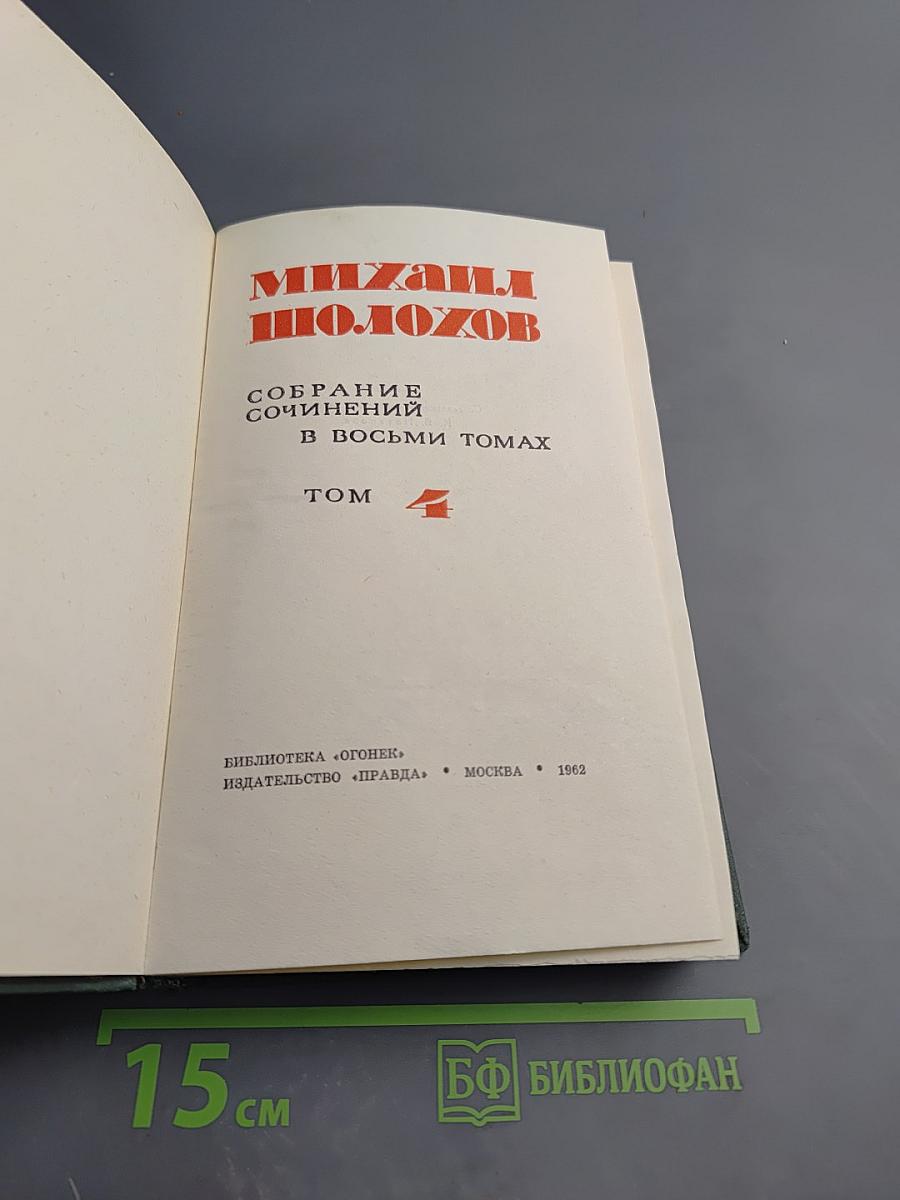 МИХАИЛ
ШОЛОХОВ
СОБРАНИЕ
СОЧИНЕНИЙ
В ВОСЬМИ ТОМАХ
ТОМ 4
БИБЛИОТЕКА «ОГОНЕК»
ИЗДАТЕЛЬСТВО «ПРАВДА» • МОСКВА • 1962
15 СМ
БФ БИБЛИОФАН